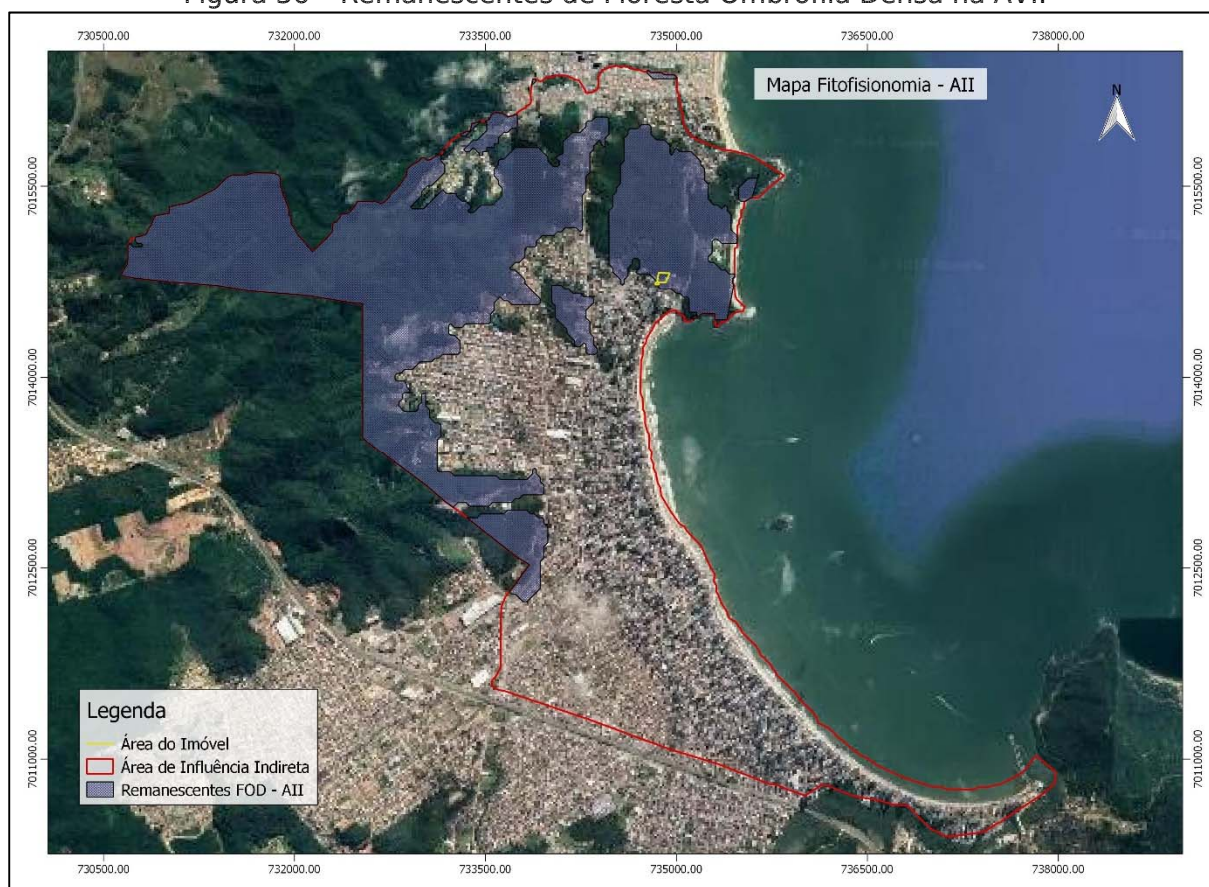 Figura 56 – Remanescentes de Floresta Ombrófila Densa na AVII
730500.00 732000.00 733500.00 735000.00 736500.00 738000.00
Mapa Fitofisionomia - AII
N
7015500.00 7015500.00
7014000.00 7014000.00
7012500.00 7012500.00
7011000.00 7011000.00
Legenda
Área do Imóvel
Área de Influência Indireta
Remanescentes FOD - AII
730500.00 732000.00 733500.00 735000.00 736500.00 738000.00